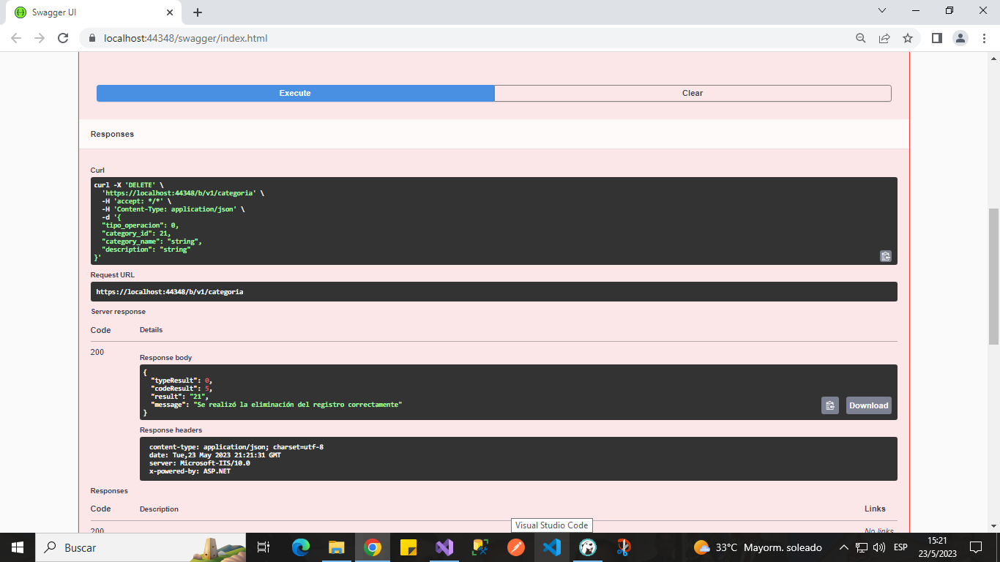 Swagger UI
localhost:44348/swagger/index.html
Execute
Clear
Responses
Curl
curl -X 'DELETE' \
'https://localhost:44348/b/v1/categoria' \
-H 'accept: */*' \
-H 'Content-Type: application/json' \
-d '{
"tipo_operacion": 0,
"category_id": 21,
"category_name": "string",
"description": "string"
}'
Request URL
https://localhost:44348/b/v1/categoria
Server response
Code Details
200
Response body
{
"typeResult": 0,
"codeResult": 5,
"result": "21",
"message": "Se realizó la eliminación del registro correctamente"
}
Download
Response headers
content-type: application/json; charset=utf-8
date: Tue,23 May 2023 21:21:31 GMT
server: Microsoft-IIS/10.0
x-powered-by: ASP.NET
Responses
Code Description Links
200 No links
Visual Studio Code
Buscar
33°C Mayorm. soleado
ESP
15:21
23/5/2023